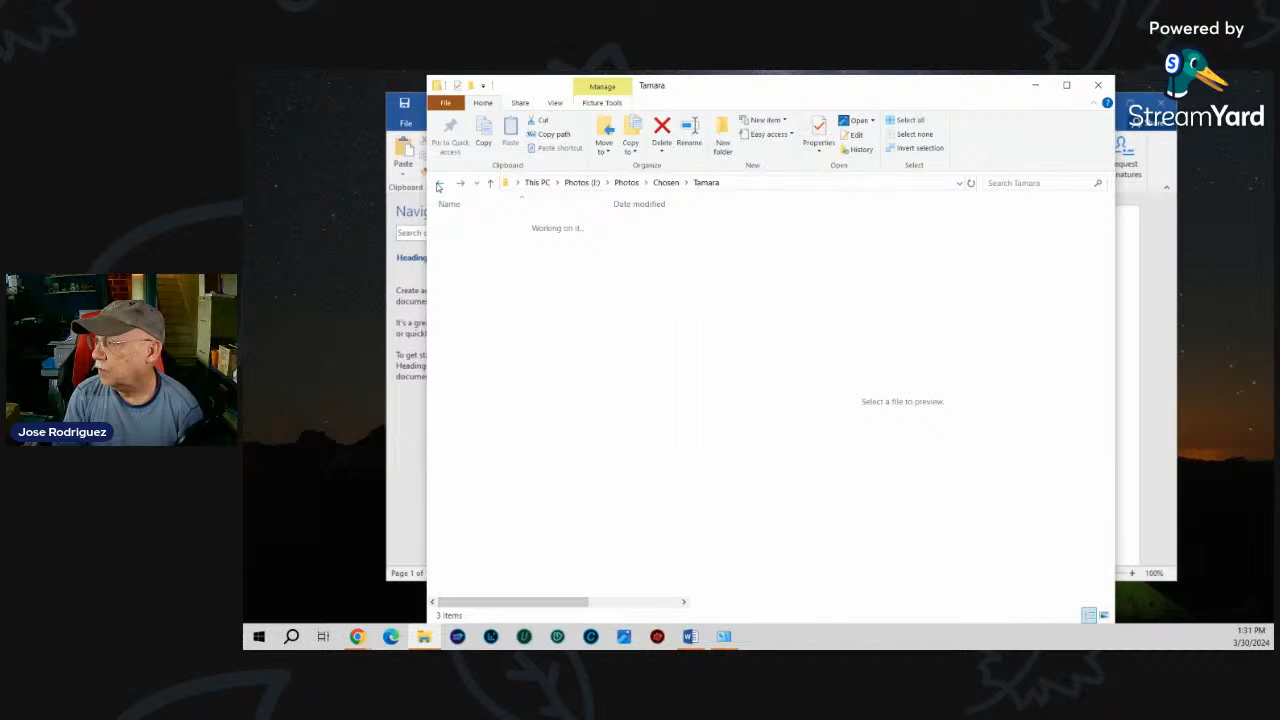 Powered by
StreamYard
Manage
Tamara
File
Home
Share
View
Picture Tools
Pin to Quick access
Copy
Paste
Cut
Copy path
Paste shortcut
Move to
Copy to
Delete
Rename
New folder
New item
Easy access
Properties
Open
Edit
History
Select all
Select none
Invert selection
Clipboard
Organize
New
Open
Select
This PC
Photos (I:)
Photos
Chosen
Tamara
Search Tamara
Name
Date modified
Working on it...
Select a file to preview.
3 items
File
Paste
Clipboard
Search
Page 1 of
100%
Jose Rodriguez
1:31 PM
3/30/2024